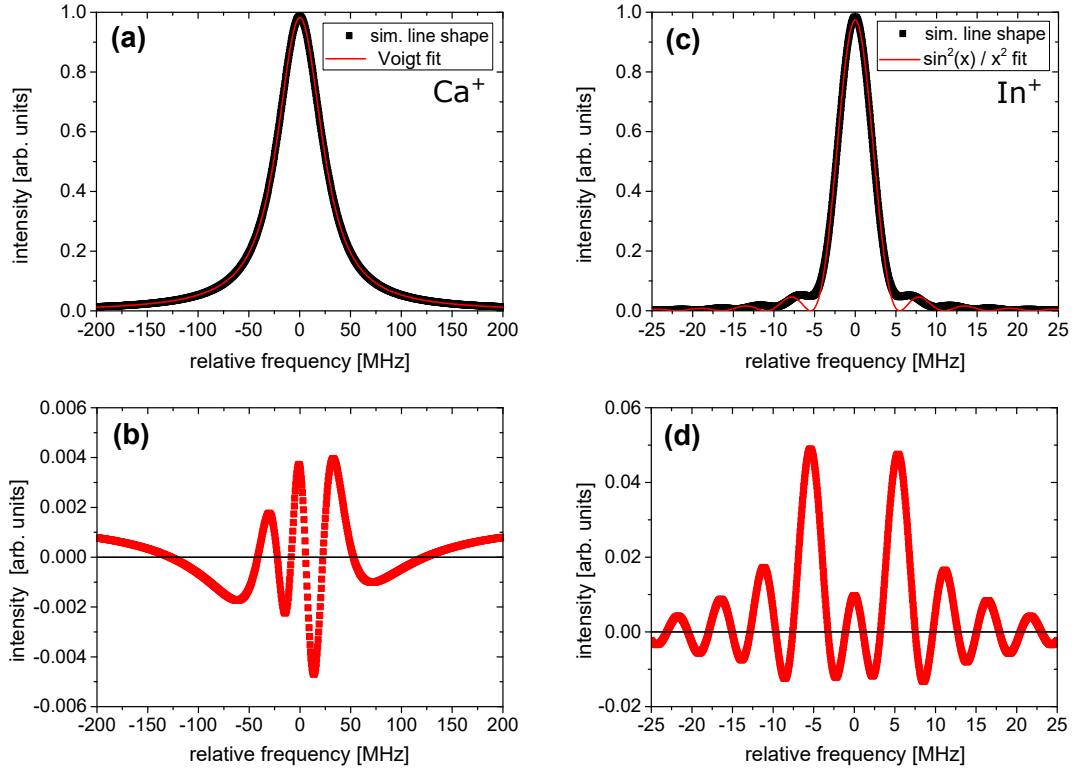 (a)
sim. line shape
Voigt fit
Ca⁺
intensity [arb. units]
1.0
0.8
0.6
0.4
0.2
0.0
-200 -150 -100 -50 0 50 100 150 200
relative frequency [MHz]
(c)
sim. line shape
sin²(x) / x² fit
In⁺
intensity [arb. units]
1.0
0.8
0.6
0.4
0.2
0.0
-25 -20 -15 -10 -5 0 5 10 15 20 25
relative frequency [MHz]
(b)
intensity [arb. units]
0.006
0.004
0.002
0.000
-0.002
-0.004
-0.006
-200 -150 -100 -50 0 50 100 150 200
relative frequency [MHz]
(d)
intensity [arb. units]
0.06
0.04
0.02
0.00
-0.02
-25 -20 -15 -10 -5 0 5 10 15 20 25
relative frequency [MHz]